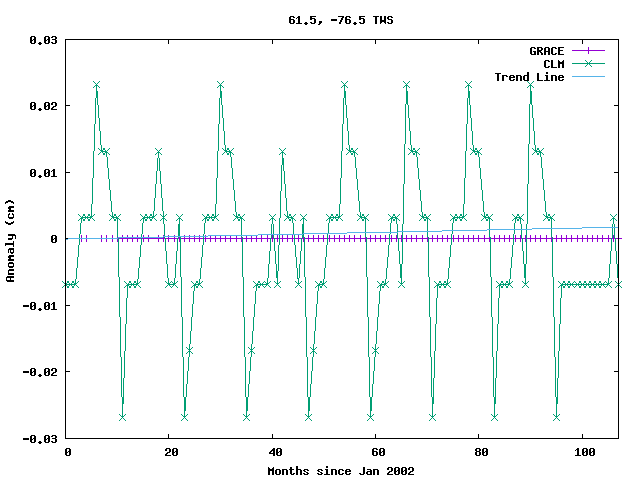 61.5, -76.5 TWS
0.03
GRACE
CLM
Trend Line
0.02
0.01
0
-0.01
-0.02
-0.03
Anomaly (cm)
0 20 40 60 80 100
Months since Jan 2002